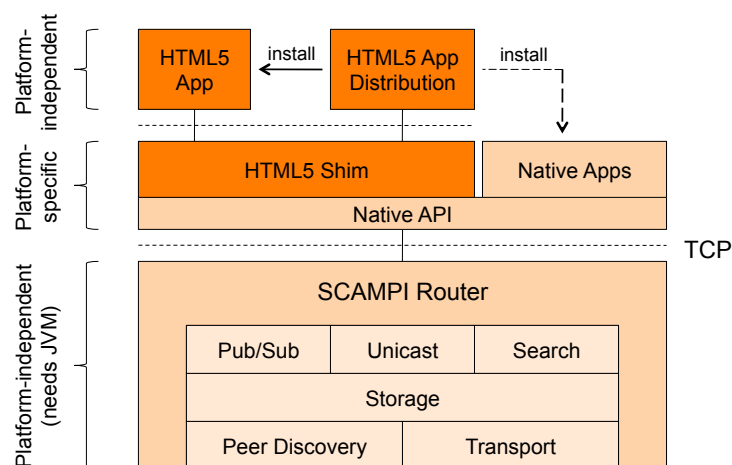 Platform-
independent
HTML5
App
install
HTML5 App
Distribution
install
Platform-
specific
HTML5 Shim
Native Apps
Native API
TCP
Platform-independent
(needs JVM)
SCAMPI Router
Pub/Sub
Unicast
Search
Storage
Peer Discovery
Transport